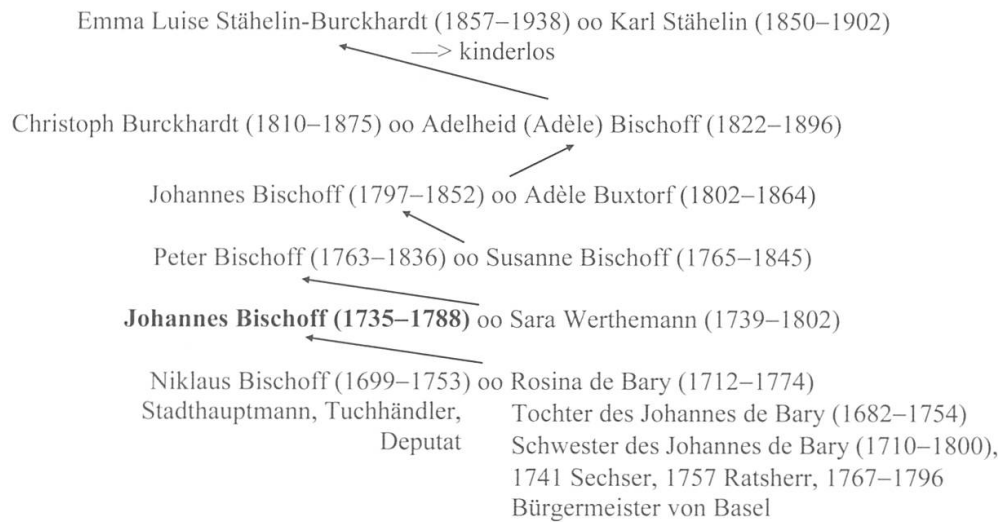 Emma Luise Stähelin-Burckhardt (1857–1938) oo Karl Stähelin (1850–1902)
—> kinderlos
Christoph Burckhardt (1810–1875) oo Adelheid (Adèle) Bischoff (1822–1896)
Johannes Bischoff (1797–1852) oo Adèle Buxtorf (1802–1864)
Peter Bischoff (1763–1836) oo Susanne Bischoff (1765–1845)
Johannes Bischoff (1735–1788) oo Sara Werthemann (1739–1802)
Niklaus Bischoff (1699–1753) oo Rosina de Bary (1712–1774)
Stadthauptmann, Tuchhändler,
Deputat
Tochter des Johannes de Bary (1682–1754)
Schwester des Johannes de Bary (1710–1800),
1741 Sechser, 1757 Ratsherr, 1767–1796
Bürgermeister von Basel